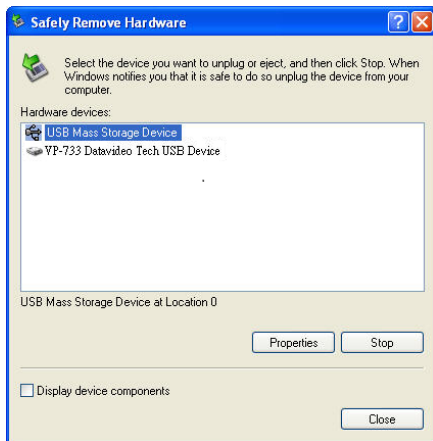 Safely Remove Hardware
Select the device you want to unplug or eject, and then click Stop. When
Windows notifies you that it is safe to do so unplug the device from your
computer.
Hardware devices:
USB Mass Storage Device
VP-733 Datavideo Tech USB Device
USB Mass Storage Device at Location 0
Properties
Stop
Display device components
Close